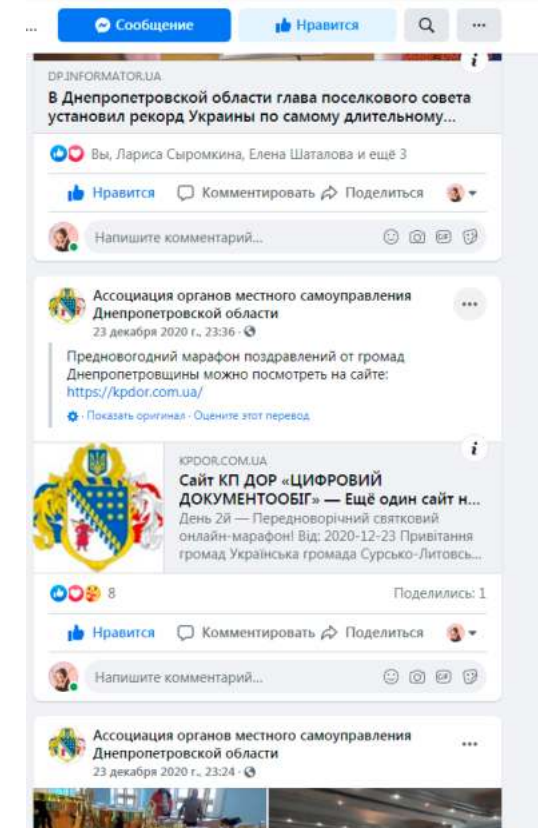 ...
Сообщение
Нравится
...
DP.INFORMATOR.UA
В Днепропетровской области глава поселкового совета
установил рекорд Украины по самому длительному...
Вы, Лариса Сыромкина, Елена Шаталова и ещё 3
Нравится Комментировать Поделиться
Напишите комментарий...
GIF
Ассоциация органов местного самоуправления
Днепропетровской области
23 декабря 2020 г., 23:36 ·
Предновогодний марафон поздравлений от громад
Днепропетровщины можно посмотреть на сайте:
https://kpdor.com.ua/
· Показать оригинал · Оцените этот перевод
KPDOR.COM.UA
Сайт КП ДОР «ЦИФРОВИЙ
ДОКУМЕНТООБІГ» — Ещё один сайт н...
День 2й — Передноворічний святковий
онлайн-марафон! Від: 2020-12-23 Привітання
громад Українська громада Сурсько-Литовсь...
8
Поделились: 1
Нравится Комментировать Поделиться
Напишите комментарий...
GIF
Ассоциация органов местного самоуправления
Днепропетровской области
23 декабря 2020 г., 23:24 ·